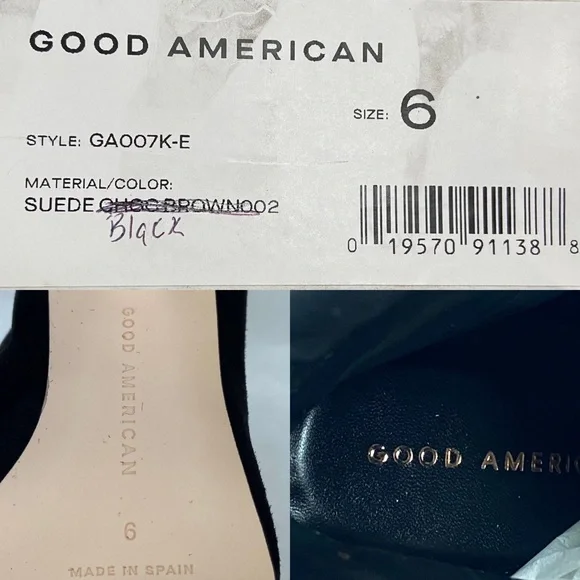 GOOD AMERICAN
SIZE: 6
STYLE: GA007K-E
MATERIAL/COLOR:
SUEDE CHOC BROWN002
Black
0 19570 91138 8
GOOD AMERICAN
6
MADE IN SPAIN
GOOD AMERIC